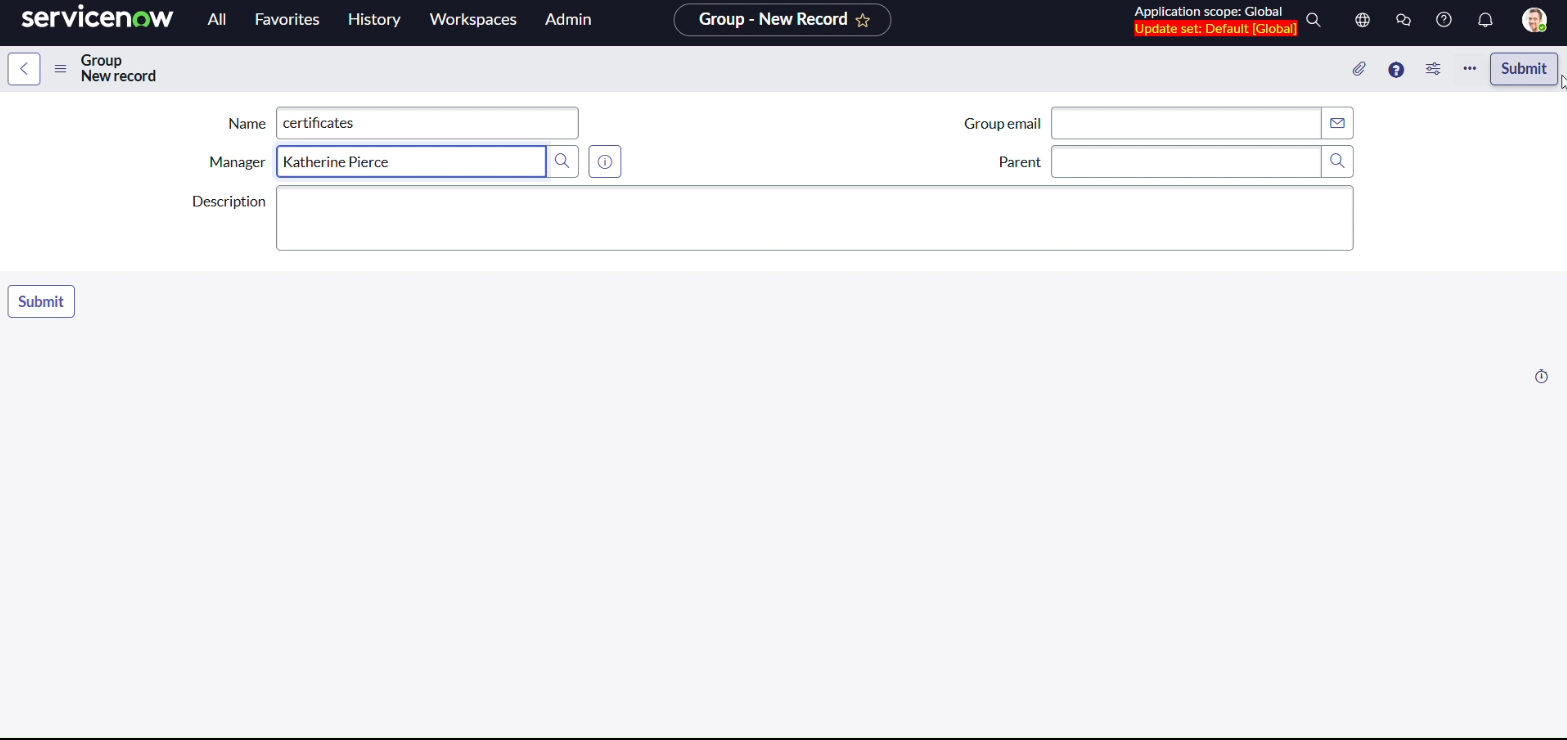 servicenow All Favorites History Workspaces Admin Group - New Record Application scope: Global
Update set: Default [Global]
Group
New record
Submit
Name certificates Group email
Manager Katherine Pierce Parent
Description
Submit